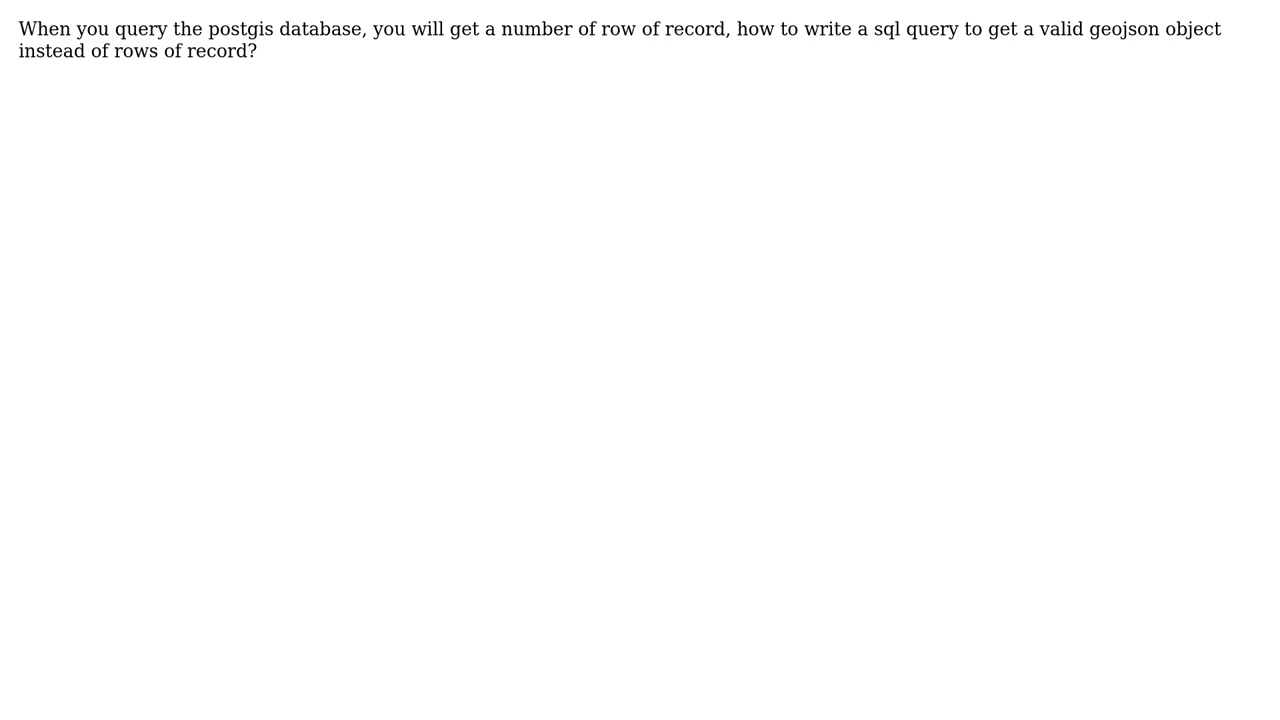 When you query the postgis database, you will get a number of row of record, how to write a sql query to get a valid geojson object
instead of rows of record?